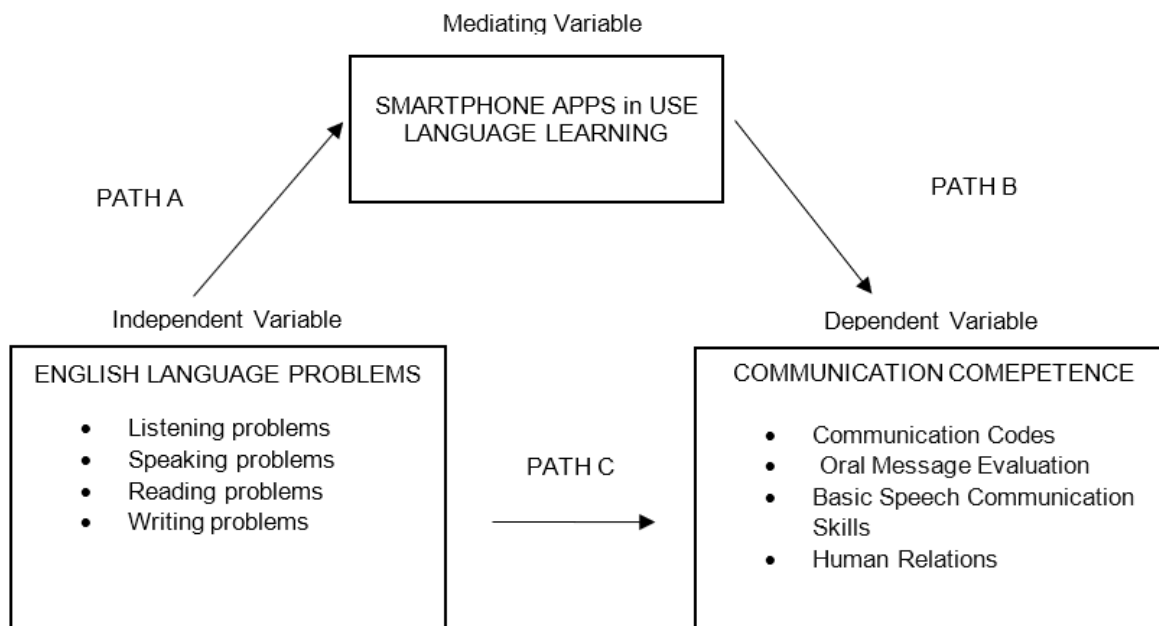 Mediating Variable
SMARTPHONE APPS in USE
LANGUAGE LEARNING
PATH A
PATH B
Independent Variable
Dependent Variable
ENGLISH LANGUAGE PROBLEMS
• Listening problems
• Speaking problems
• Reading problems
• Writing problems
PATH C
COMMUNICATION COMEPETENCE
• Communication Codes
• Oral Message Evaluation
• Basic Speech Communication
Skills
• Human Relations